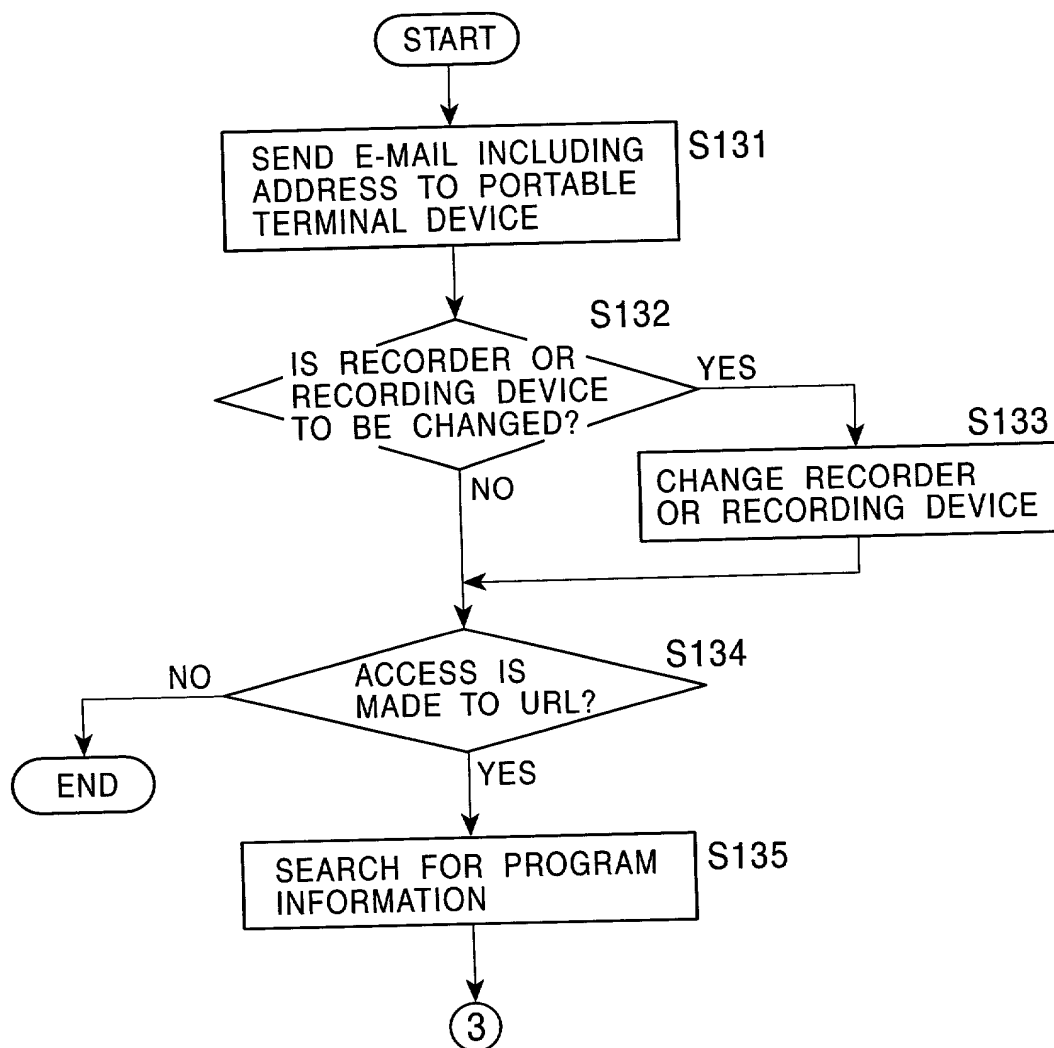 START
SEND E-MAIL INCLUDING
ADDRESS TO PORTABLE
TERMINAL DEVICE
S131
S132
IS RECORDER OR
RECORDING DEVICE
TO BE CHANGED?
YES
NO
S133
CHANGE RECORDER
OR RECORDING DEVICE
S134
ACCESS IS
MADE TO URL?
NO
END
YES
S135
SEARCH FOR PROGRAM
INFORMATION
3